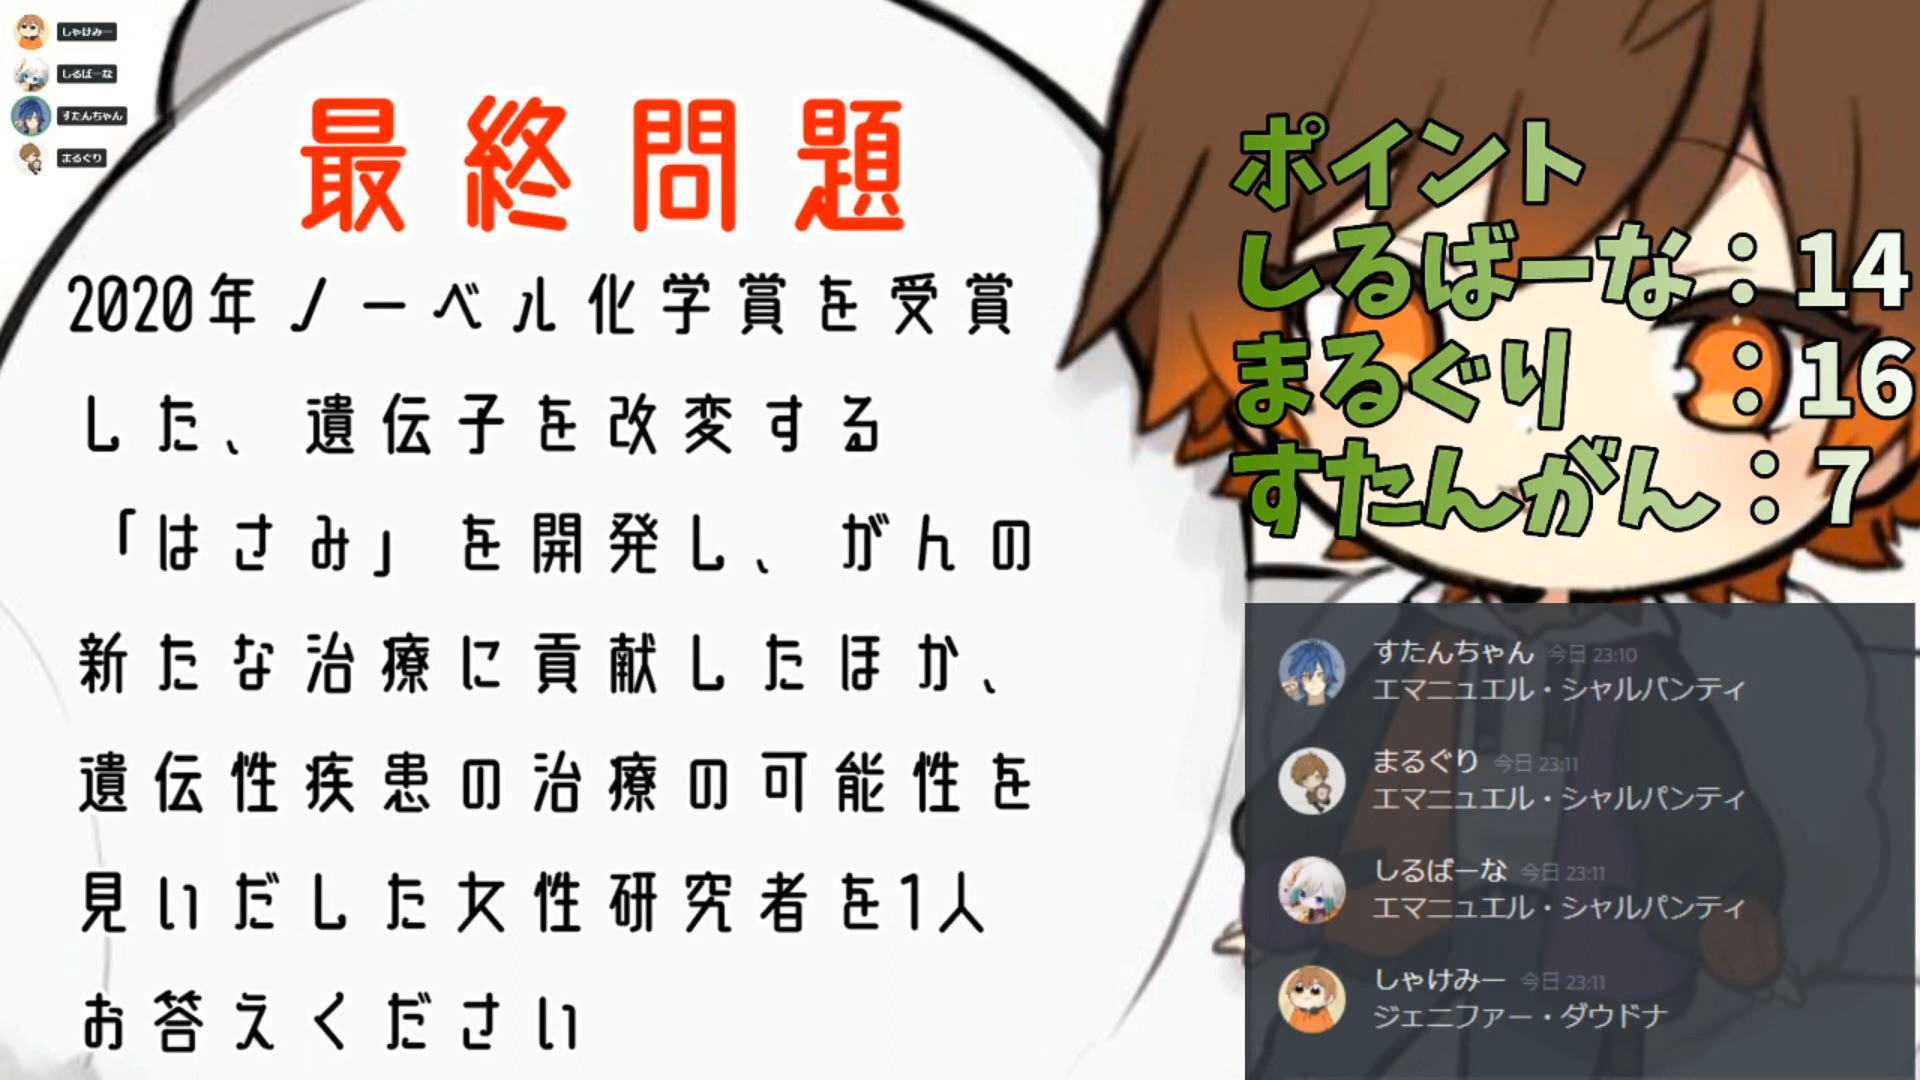 しゃけみー
しるばーな
すたんちゃん
まるぐり
最終問題
2020年ノーベル化学賞を受賞
した、遺伝子を改変する
「はさみ」を開発し、がんの
新たな治療に貢献したほか、
遺伝性疾患の治療の可能性を
見いだした女性研究者を1人
お答えください
ポイント
しるばーな：14
まるぐり　：16
すたんがん：7
すたんちゃん 今日 23:10
エマニュエル・シャルパンティ
まるぐり 今日 23:11
エマニュエル・シャルパンティ
しるばーな 今日 23:11
エマニュエル・シャルパンティ
しゃけみー 今日 23:11
ジェニファー・ダウドナ